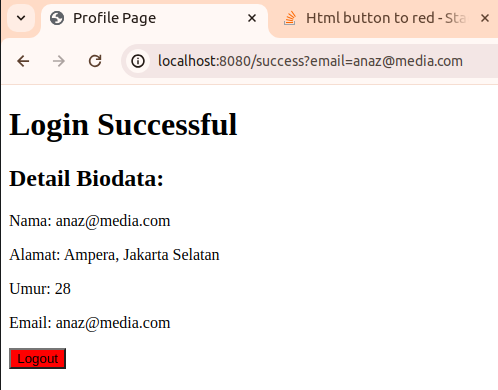 Profile Page
Html button to red - Sta
localhost:8080/success?email=anaz@media.com
Login Successful
Detail Biodata:
Nama: anaz@media.com
Alamat: Ampera, Jakarta Selatan
Umur: 28
Email: anaz@media.com
Logout